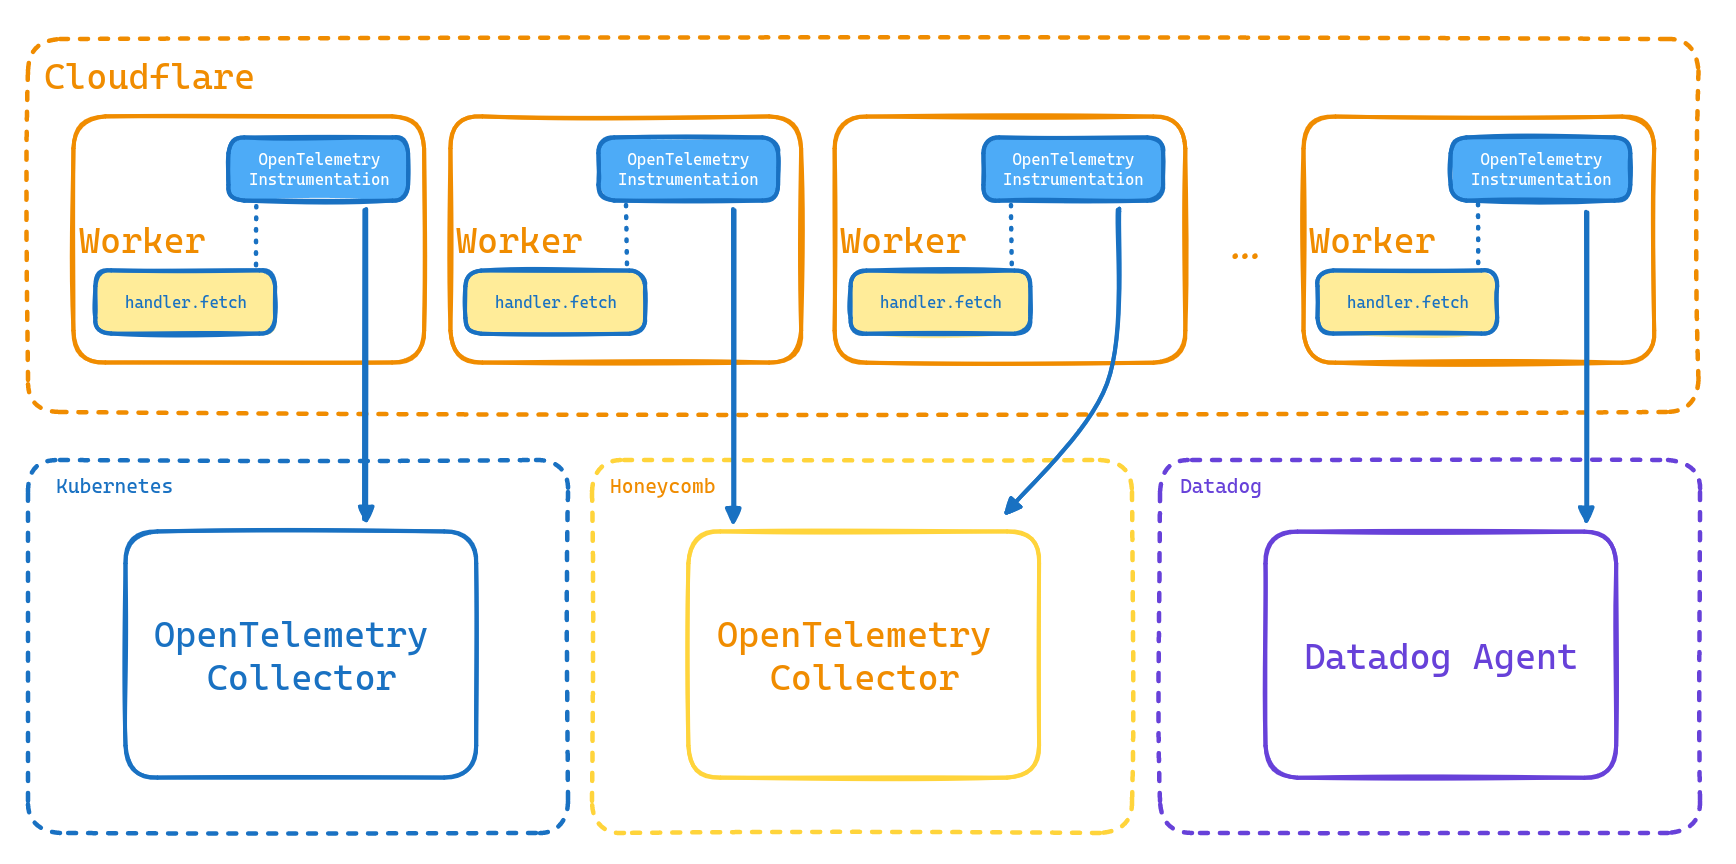 Cloudflare
OpenTelemetry
Instrumentation
Worker
handler.fetch
OpenTelemetry
Instrumentation
Worker
handler.fetch
OpenTelemetry
Instrumentation
Worker
handler.fetch
...
OpenTelemetry
Instrumentation
Worker
handler.fetch
Kubernetes
OpenTelemetry
Collector
Honeycomb
OpenTelemetry
Collector
Datadog
Datadog Agent